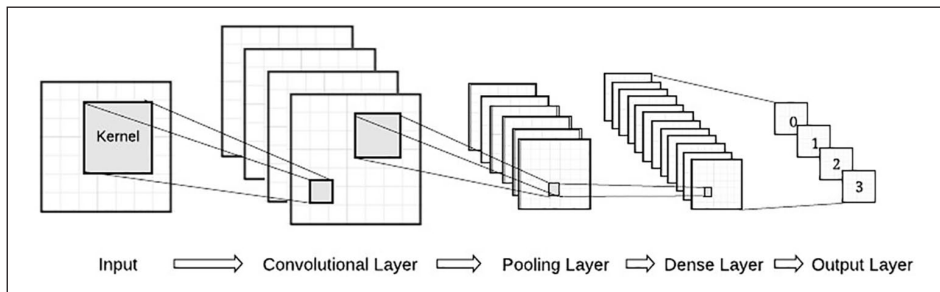 Kernel
0
1
2
3
Input Convolutional Layer Pooling Layer Dense Layer Output Layer